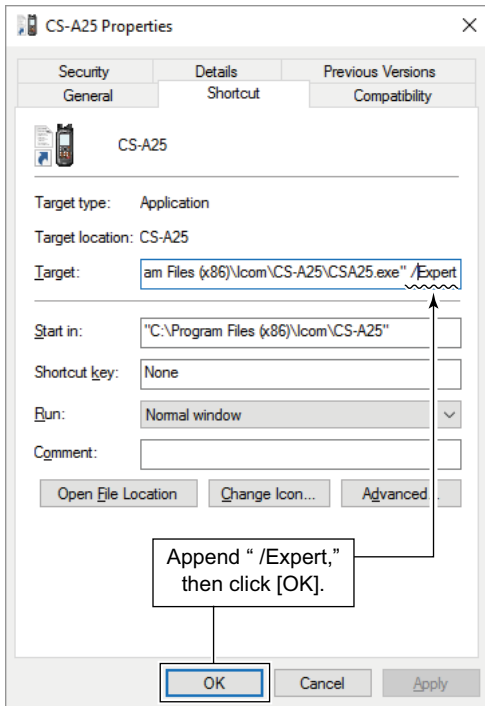 CS-A25 Properties
Security Details Previous Versions
General Shortcut Compatibility
CS-A25
Target type: Application
Target location: CS-A25
Target: am Files (x86)\Icom\CS-A25\CSA25.exe" /Expert
Start in: "C:\Program Files (x86)\Icom\CS-A25"
Shortcut key: None
Run: Normal window
Comment:
Open File Location Change Icon... Advanced...
Append “ /Expert,”
then click [OK].
OK Cancel Apply